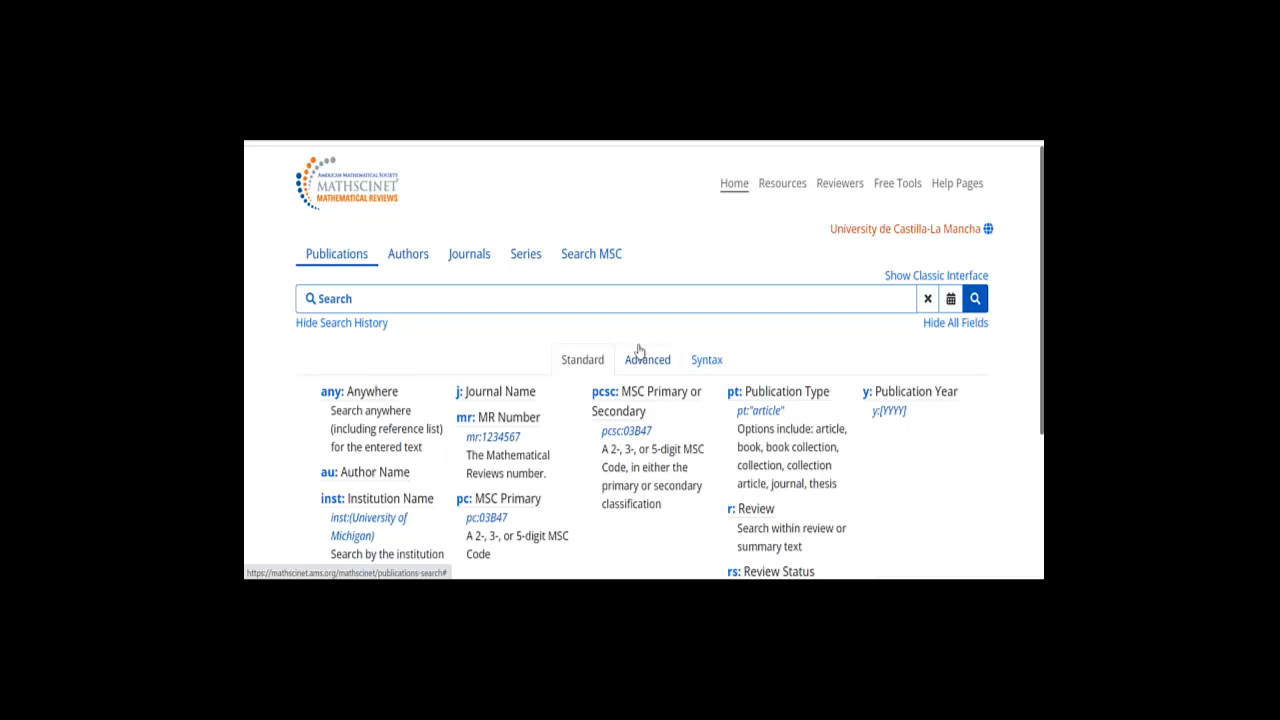 AMERICAN MATHEMATICAL SOCIETY
MATHSCINET
MATHEMATICAL REVIEWS
Home Resources Reviewers Free Tools Help Pages
University de Castilla-La Mancha
Publications Authors Journals Series Search MSC
Show Classic Interface
Search
Hide Search History Hide All Fields
Standard Advanced Syntax
any: Anywhere
Search anywhere
(including reference list)
for the entered text
au: Author Name
inst: Institution Name
inst:(University of
Michigan)
Search by the institution
j: Journal Name
mr: MR Number
mr:1234567
The Mathematical
Reviews number.
pc: MSC Primary
pc:03B47
A 2-, 3-, or 5-digit MSC
Code
pcsc: MSC Primary or
Secondary
pcsc:03B47
A 2-, 3-, or 5-digit MSC
Code, in either the
primary or secondary
classification
pt: Publication Type
pt:"article"
Options include: article,
book, book collection,
collection, collection
article, journal, thesis
r: Review
Search within review or
summary text
rs: Review Status
y: Publication Year
y:[YYYY]
https://mathscinet.ams.org/mathscinet/publications-search#